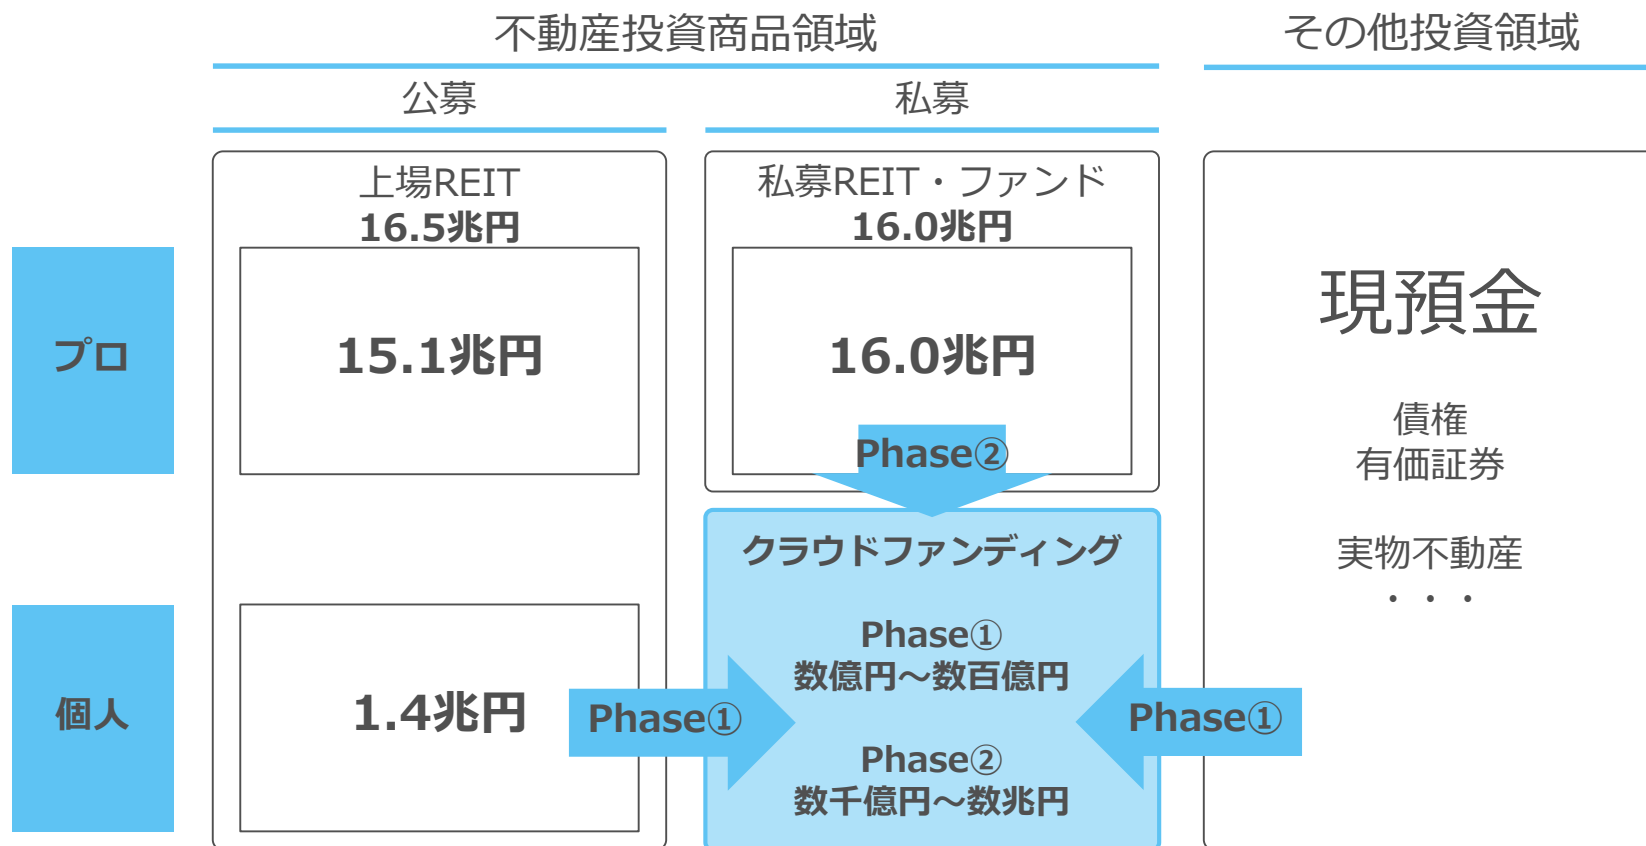 不動産投資商品領域
その他投資領域
公募
私募
上場REIT
16.5兆円
私募REIT・ファンド
16.0兆円
プロ
15.1兆円
16.0兆円
Phase②
現預金
債権
有価証券
実物不動産
・・・
クラウドファンディング
Phase①
数億円～数百億円
Phase②
数千億円～数兆円
個人
1.4兆円
Phase①
Phase①